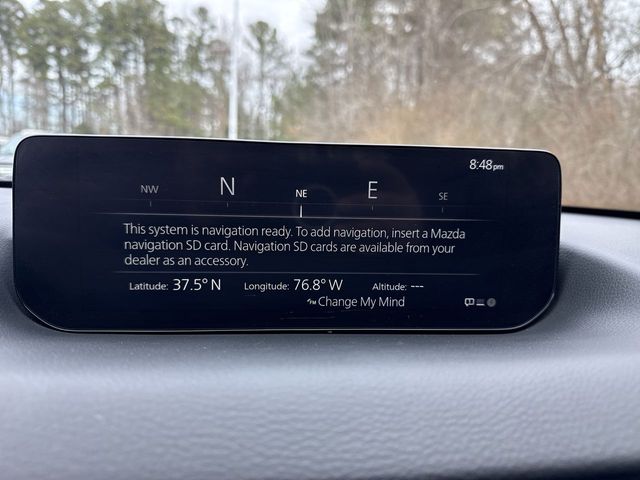 8:48pm
NW N NE E SE
This system is navigation ready. To add navigation, insert a Mazda
navigation SD card. Navigation SD cards are available from your
dealer as an accessory.
Latitude: 37.5° N Longitude: 76.8° W Altitude: ---
FM Change My Mind